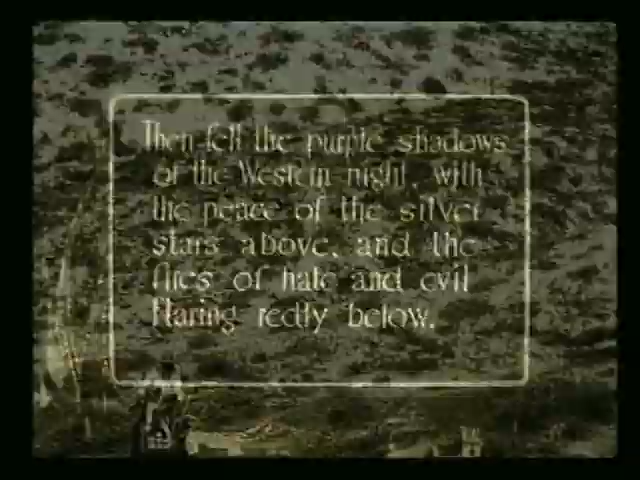 Then fell the purple shadows
of the Western night, with
the peace of the silver
stars above, and the
fires of hate and evil
flaring redly below.